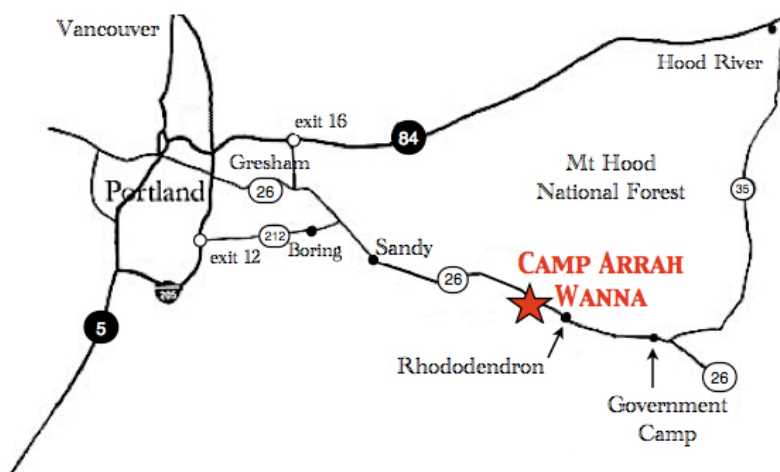 Vancouver
Hood River
exit 16
84
Gresham
Mt Hood
National Forest
Portland
26
35
212
Boring
exit 12
Sandy
CAMP ARRAH
WANNA
26
205
5
Rhododendron
26
Government
Camp